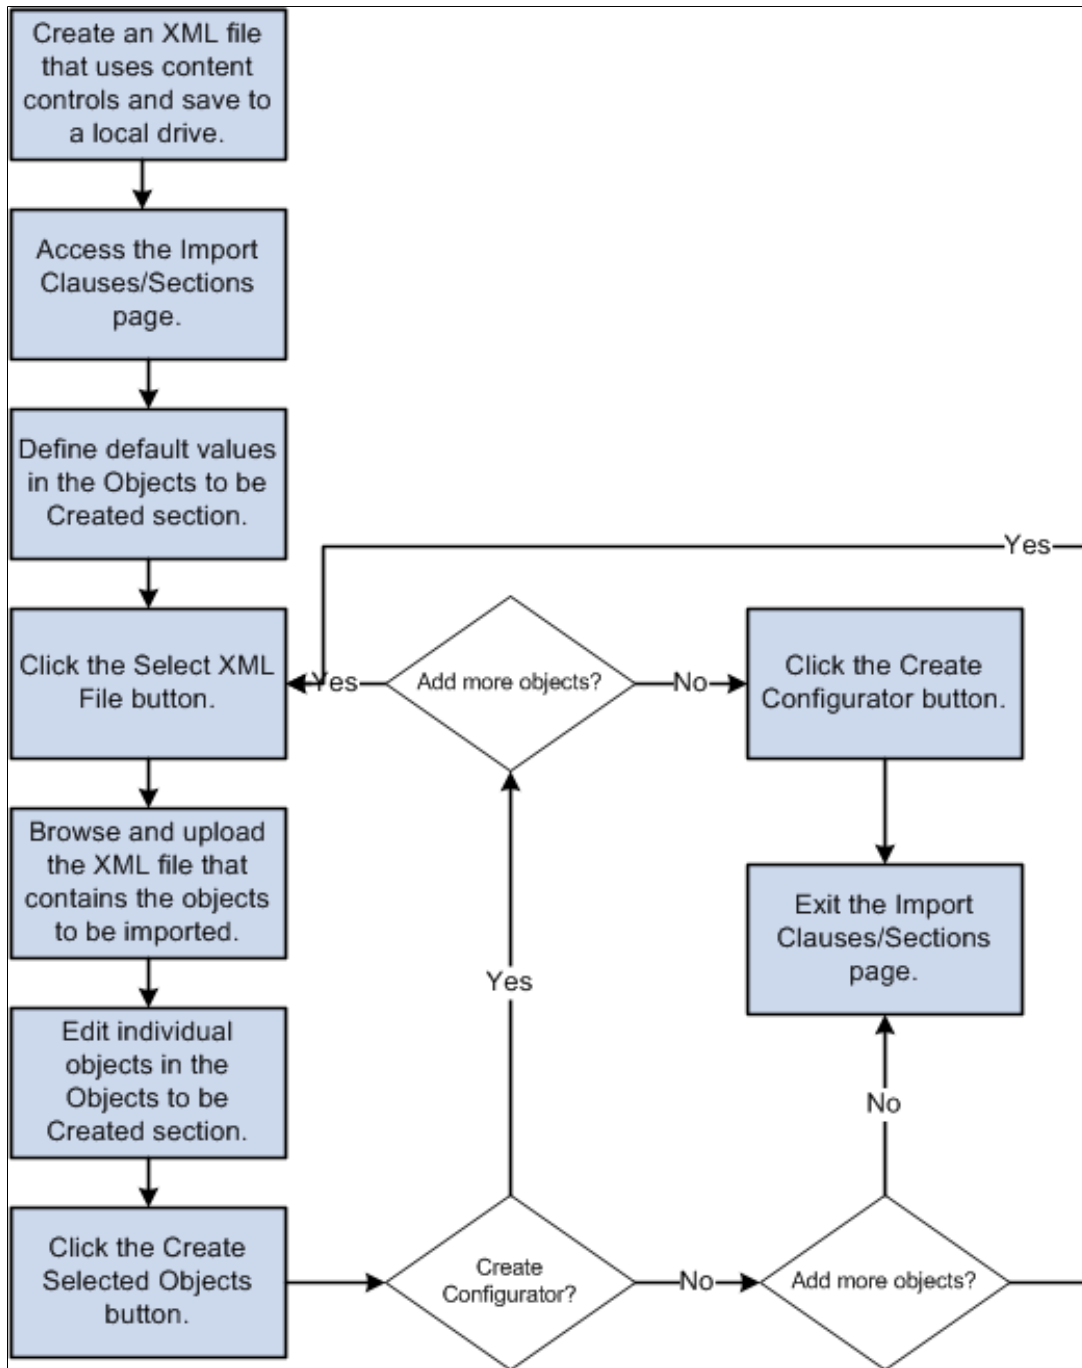 Create an XML file
that uses content
controls and save to
a local drive.
Access the Import
Clauses/Sections
page.
Define default values
in the Objects to be
Created section.
Yes
Click the Select XML
File button.
Yes
Add more objects?
No
Click the Create
Configurator button.
Browse and upload
the XML file that
contains the objects
to be imported.
Exit the Import
Clauses/Sections
page.
Yes
Edit individual
objects in the
Objects to be
Created section.
No
Click the Create
Selected Objects
button.
Create
Configurator?
No
Add more objects?